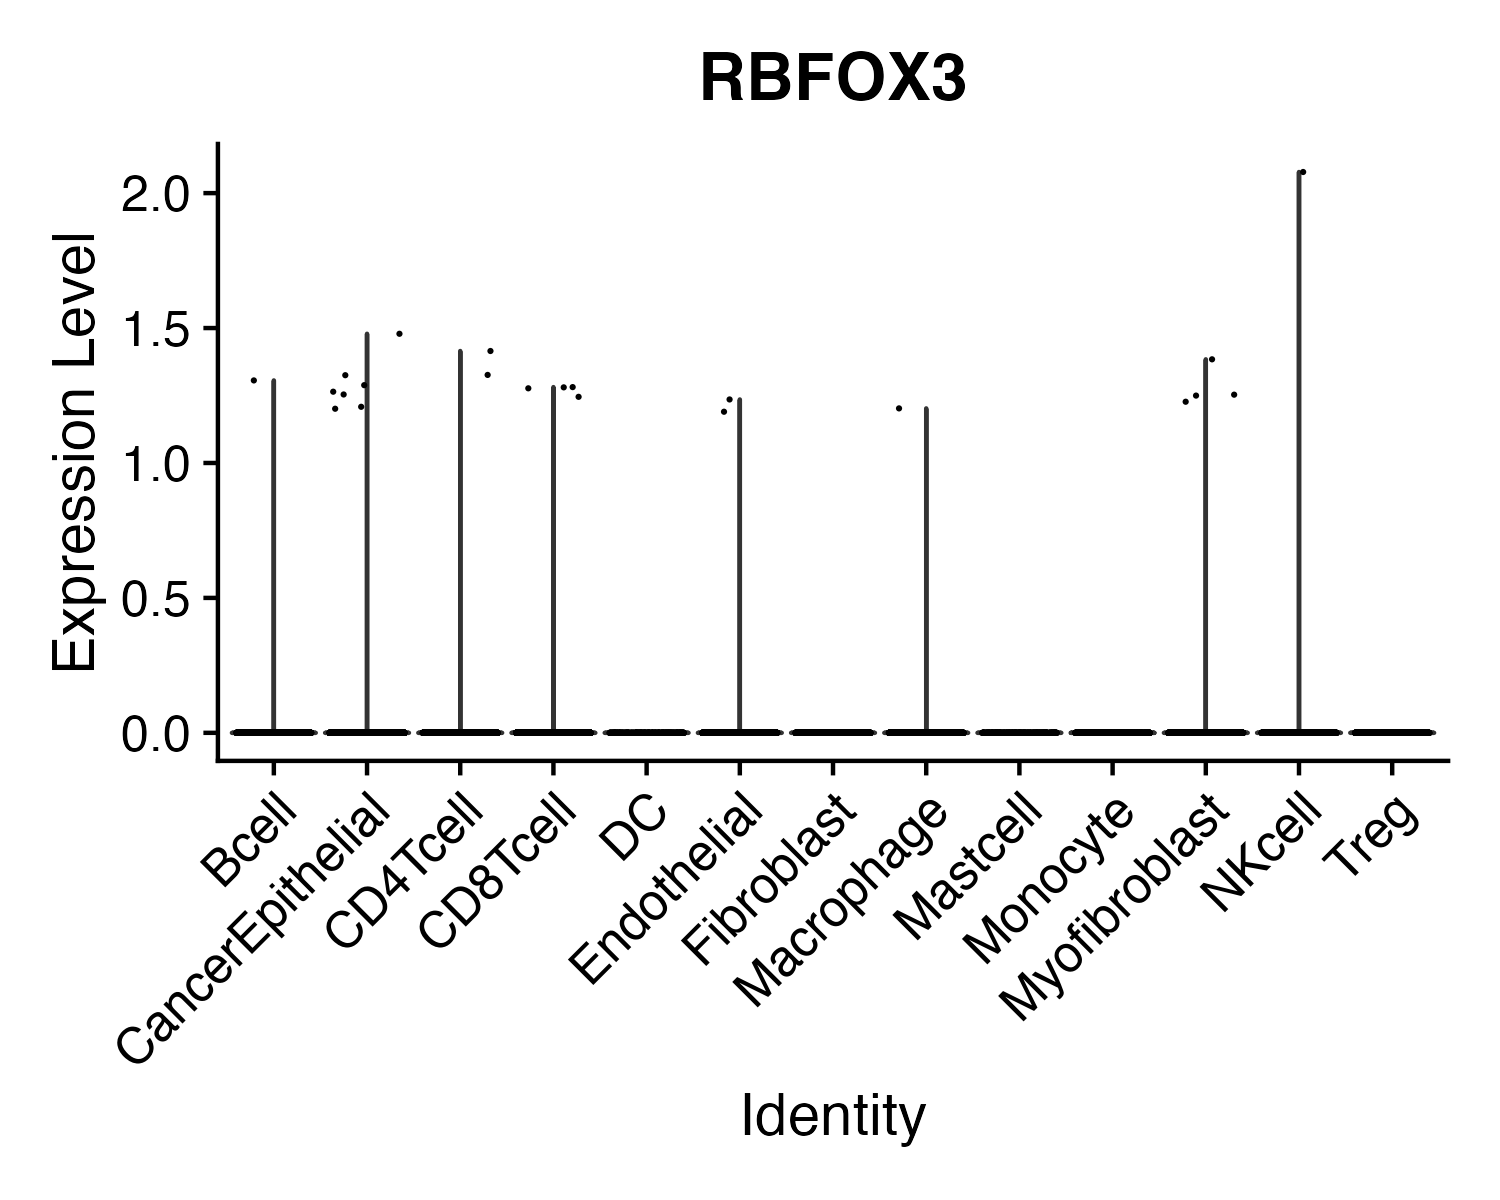 RBFOX3
Expression Level
2.0
1.5
1.0
0.5
0.0
Bcell
CancerEpithelial
CD4Tcell
CD8Tcell
DC
Endothelial
Fibroblast
Macrophage
Mastcell
Monocyte
Myofibroblast
NKcell
Treg
Identity